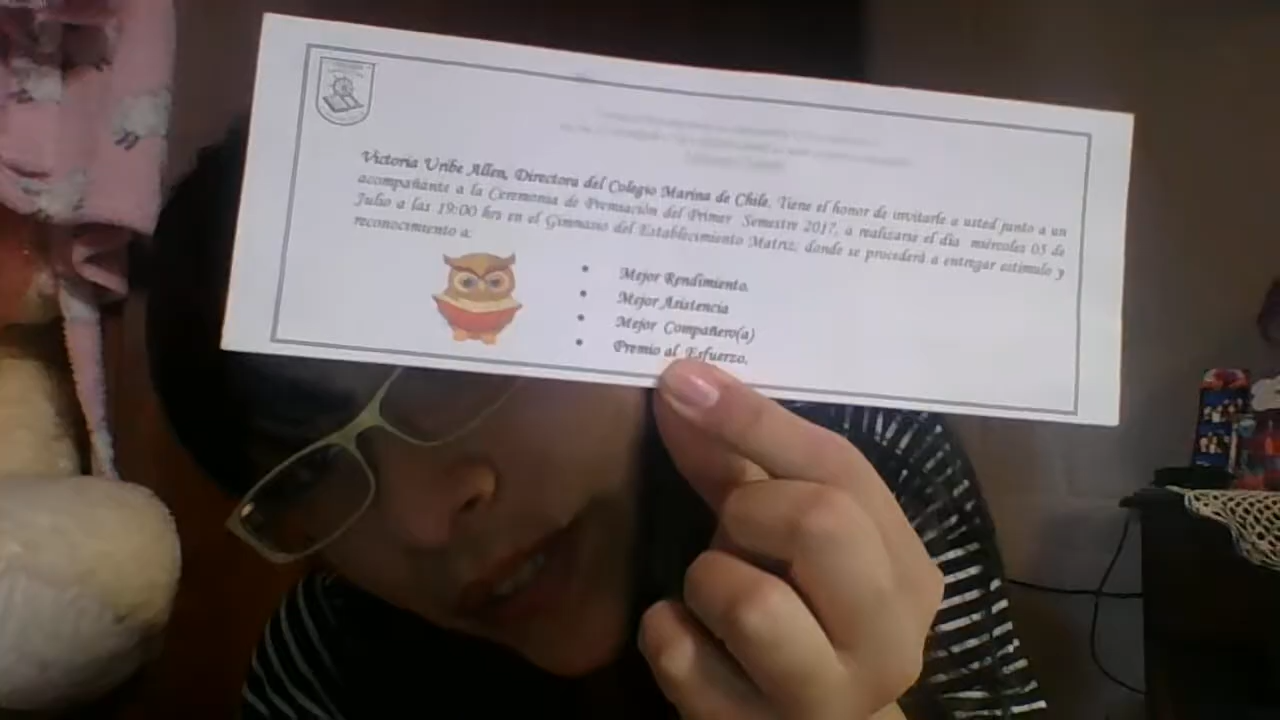 Victoria Uribe Allen, Directora del Colegio Marina de Chile, Tiene el honor de invitarle a usted junto a un
acompañante a la Ceremonia de Premiación del Primer Semestre 2017, a realizarse el día miércoles 05 de
Julio a las 19:00 hrs en el Gimnasio del Establecimiento Matriz, donde se procederá a entregar estímulo y
reconocimiento a:
• Mejor Rendimiento.
• Mejor Asistencia
• Mejor Compañero(a)
• Premio al Esfuerzo.